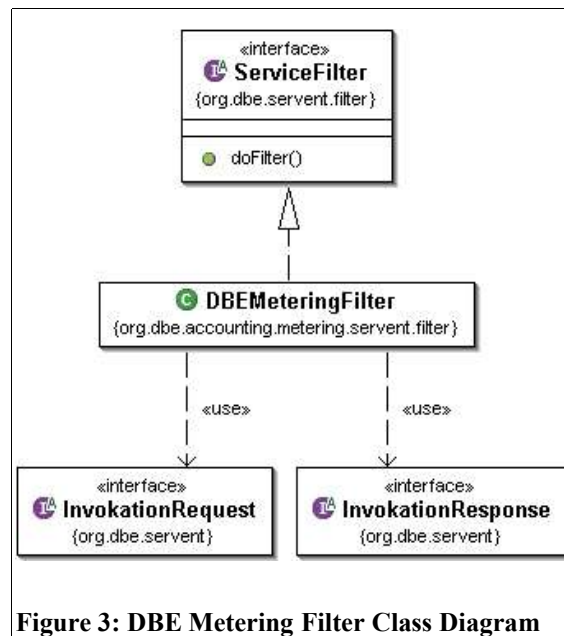 «interface»
ServiceFilter
{org.dbe.servent.filter}
doFilter()
DBEMeteringFilter
{org.dbe.accounting.metering.servent.filter}
«use»
«use»
«interface»
InvokationRequest
{org.dbe.servent}
«interface»
InvokationResponse
{org.dbe.servent}
Figure 3: DBE Metering Filter Class Diagram